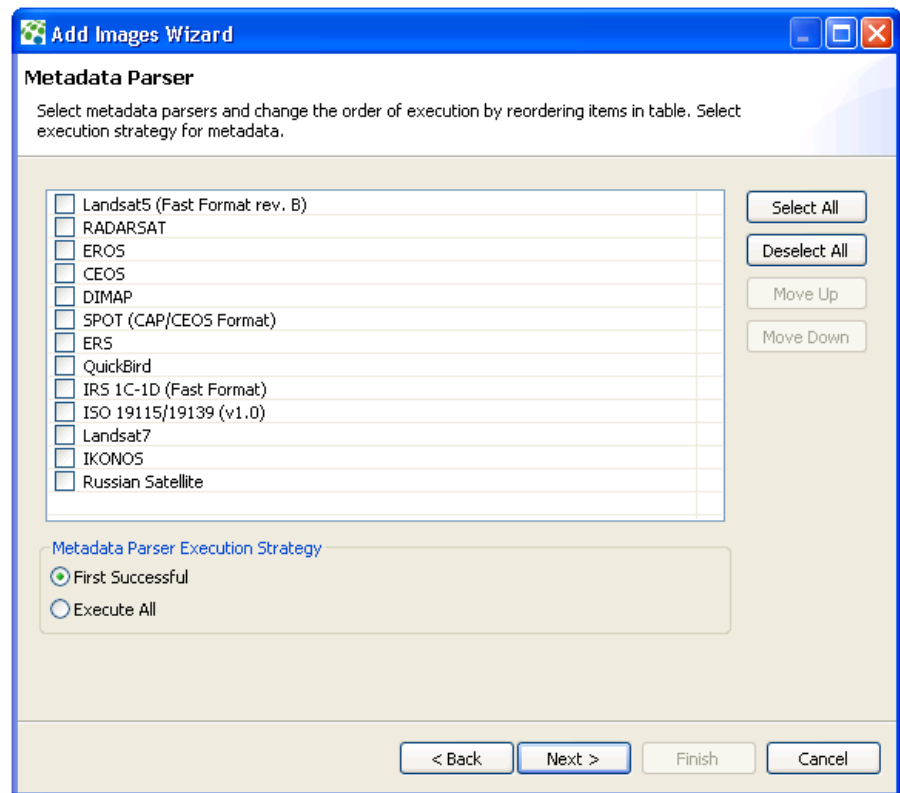 Add Images Wizard
Metadata Parser
Select metadata parsers and change the order of execution by reordering items in table. Select
execution strategy for metadata.
Landsat5 (Fast Format rev. B)
RADARSAT
EROS
CEOS
DIMAP
SPOT (CAP/CEOS Format)
ERS
QuickBird
IRS 1C-1D (Fast Format)
ISO 19115/19139 (v1.0)
Landsat7
IKONOS
Russian Satellite
Select All
Deselect All
Move Up
Move Down
Metadata Parser Execution Strategy
First Successful
Execute All
< Back
Next >
Finish
Cancel